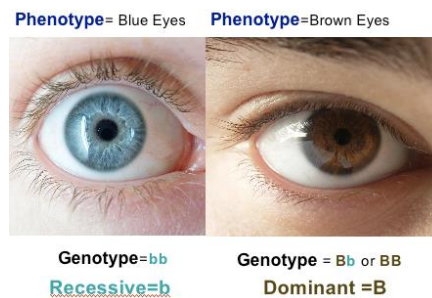 Phenotype= Blue Eyes
Phenotype=Brown Eyes
Genotype=bb
Genotype = Bb or BB
Recessive=b
Dominant =B